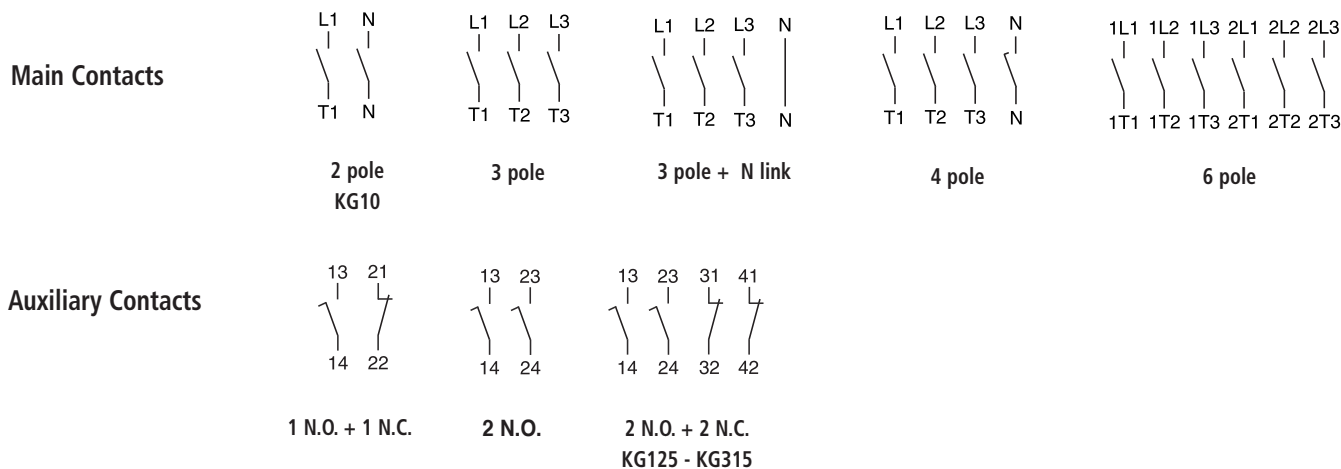 L1 N L1 L2 L3 L1 L2 L3 N L1 L2 L3 N 1L1 1L2 1L3 2L1 2L2 2L3
Main Contacts
T1 N T1 T2 T3 T1 T2 T3 N T1 T2 T3 N 1T1 1T2 1T3 2T1 2T2 2T3
2 pole 3 pole 3 pole + N link 4 pole 6 pole
KG10
13 21 13 23 13 23 31 41
Auxiliary Contacts
14 22 14 24 14 24 32 42
1 N.O. + 1 N.C. 2 N.O. 2 N.O. + 2 N.C.
KG125 - KG315